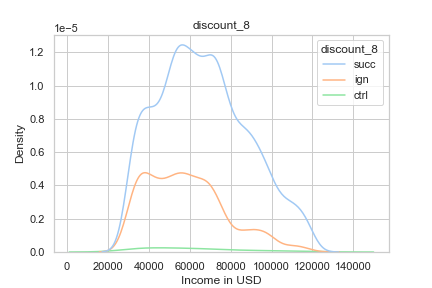 discount_8
1e−5
discount_8
succ
ign
ctrl
1.2
1.0
0.8
0.6
0.4
0.2
0.0
Density
0 20000 40000 60000 80000 100000 120000 140000
Income in USD